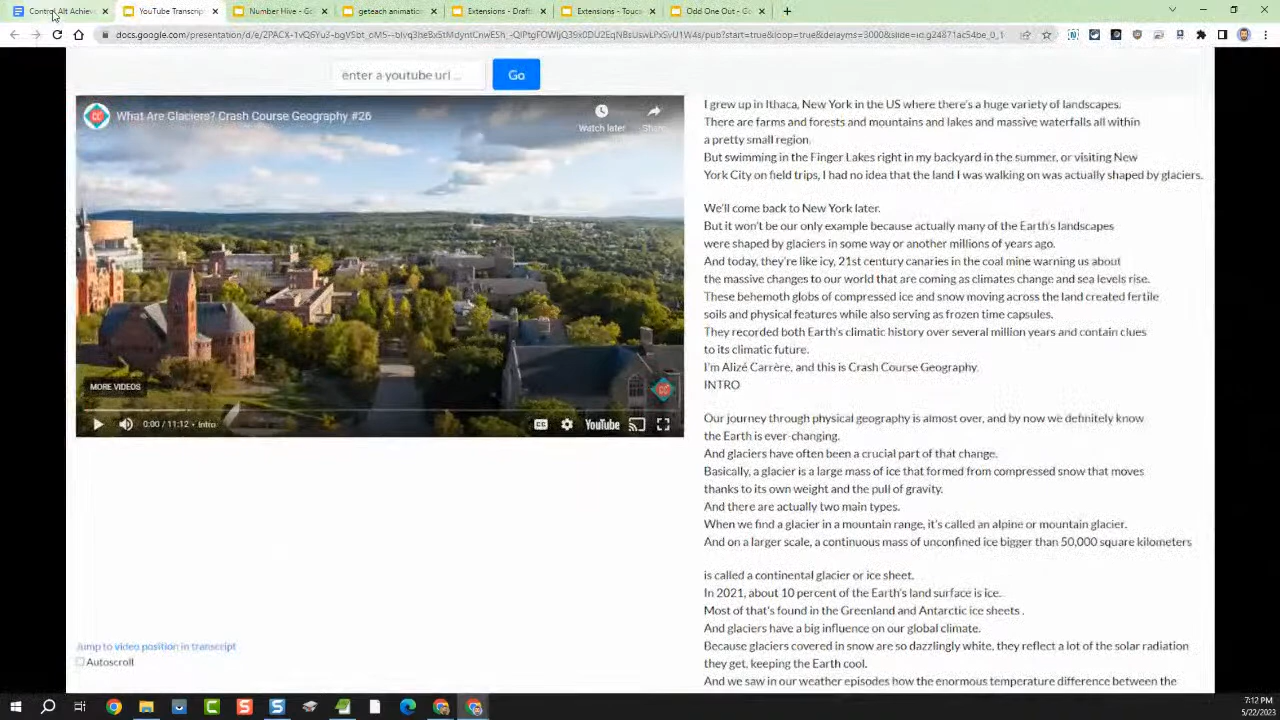 Control Alt Achiev
YouTube Transcrip
Number Hive - Go
geteach animation
Extensions - Draft
Extensions - Touc
Odd One Out - Go
enter a youtube url ...
Go
What Are Glaciers? Crash Course Geography #26
Watch later
Share
MORE VIDEOS
0:00 / 11:12 • Intro
CC
YouTube
Jump to video position in transcript
Autoscroll
I grew up in Ithaca, New York in the US where there's a huge variety of landscapes.
There are farms and forests and mountains and lakes and massive waterfalls all within
a pretty small region.
But swimming in the Finger Lakes right in my backyard in the summer, or visiting New
York City on field trips, I had no idea that the land I was walking on was actually shaped by glaciers.
We'll come back to New York later.
But it won't be our only example because actually many of the Earth's landscapes
were shaped by glaciers in some way or another millions of years ago.
And today, they're like icy, 21st century canaries in the coal mine warning us about
the massive changes to our world that are coming as climates change and sea levels rise.
These behemoth globs of compressed ice and snow moving across the land created fertile
soils and physical features while also serving as frozen time capsules.
They recorded both Earth's climatic history over several million years and contain clues
to its climatic future.
I'm Alizé Carrère, and this is Crash Course Geography.
INTRO
Our journey through physical geography is almost over, and by now we definitely know
the Earth is ever-changing.
And glaciers have often been a crucial part of that change.
Basically, a glacier is a large mass of ice that formed from compressed snow that moves
thanks to its own weight and the pull of gravity.
And there are actually two main types.
When we find a glacier in a mountain range, it's called an alpine or mountain glacier.
And on a larger scale, a continuous mass of unconfined ice bigger than 50,000 square kilometers
is called a continental glacier or ice sheet.
In 2021, about 10 percent of the Earth's land surface is ice.
Most of that's found in the Greenland and Antarctic ice sheets .
And glaciers have a big influence on our global climate.
Because glaciers covered in snow are so dazzlingly white, they reflect a lot of the solar radiation
they get, keeping the Earth cool.
And we saw in our weather episodes how the enormous temperature difference between the
7:12 PM
5/22/2023